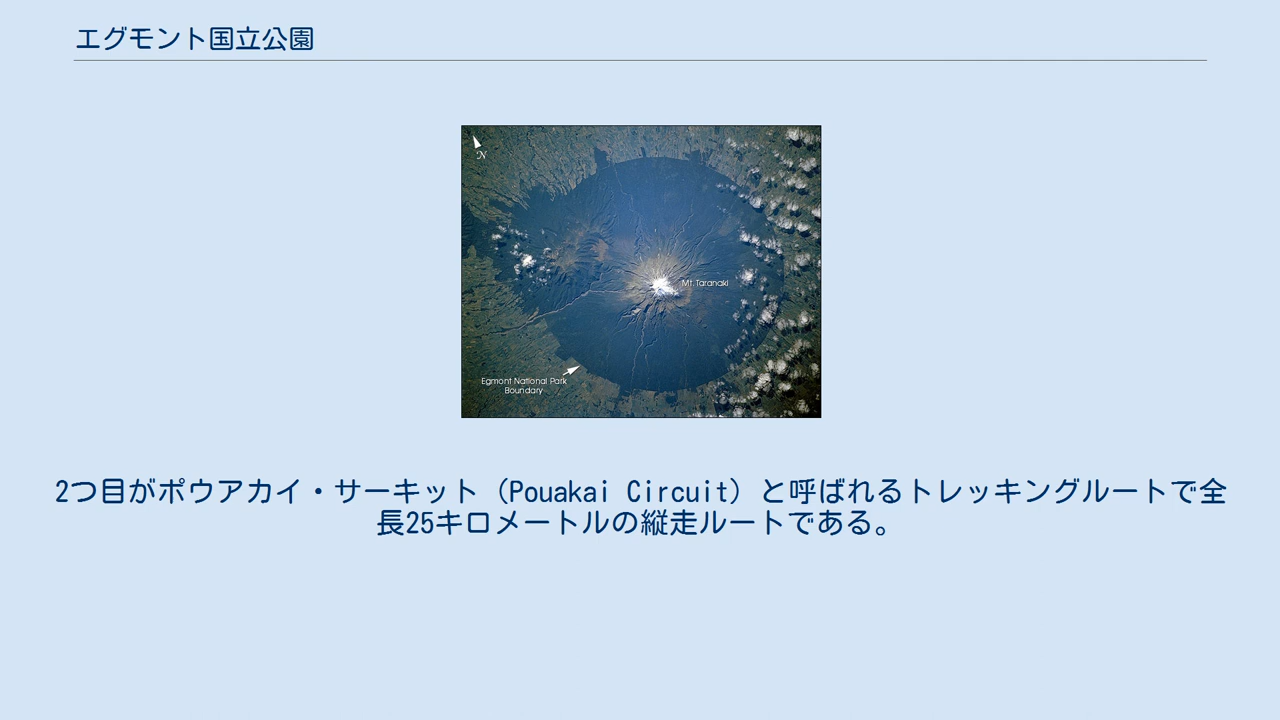 エグモント国立公園
N
Mt. Taranaki
Egmont National Park
Boundary
2つ目がポウアカイ・サーキット（Pouakai Circuit）と呼ばれるトレッキングルートで全
長25キロメートルの縦走ルートである。